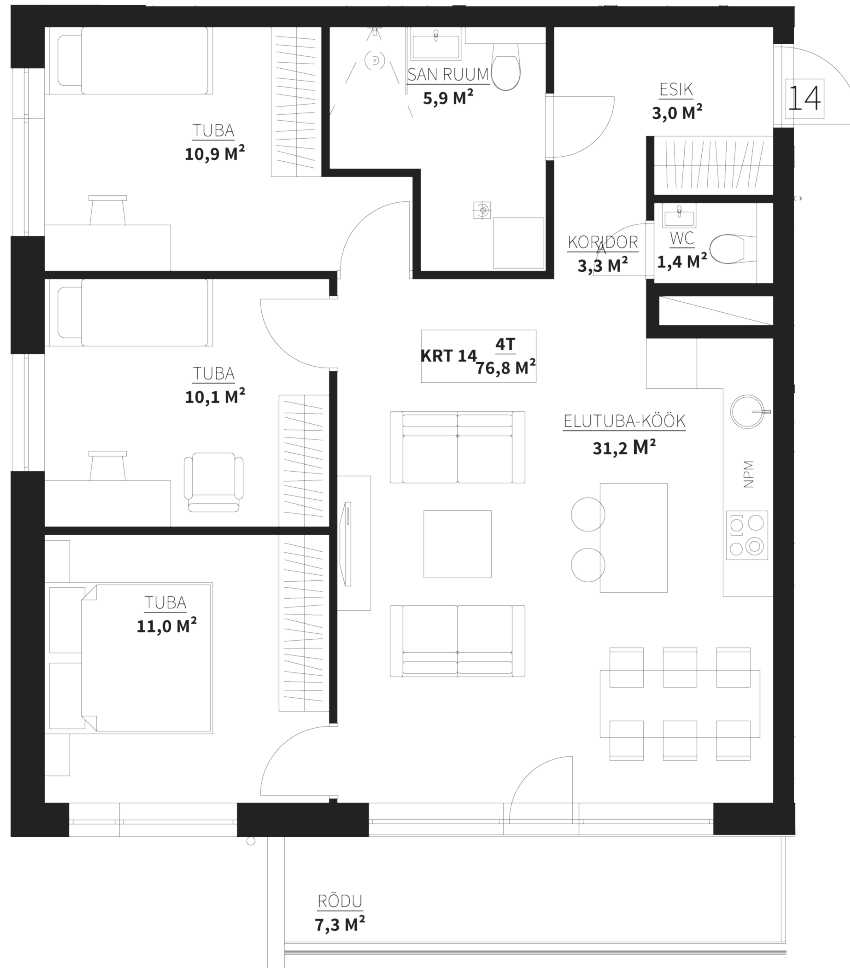 SAN RUUM
5,9 M²
ESIK
3,0 M²
14
TUBA
10,9 M²
KORIDOR
3,3 M²
WC
1,4 M²
KRT 14
4T
76,8 M²
TUBA
10,1 M²
ELUTUBA-KÖÖK
31,2 M²
NPM
TUBA
11,0 M²
RÕDU
7,3 M²